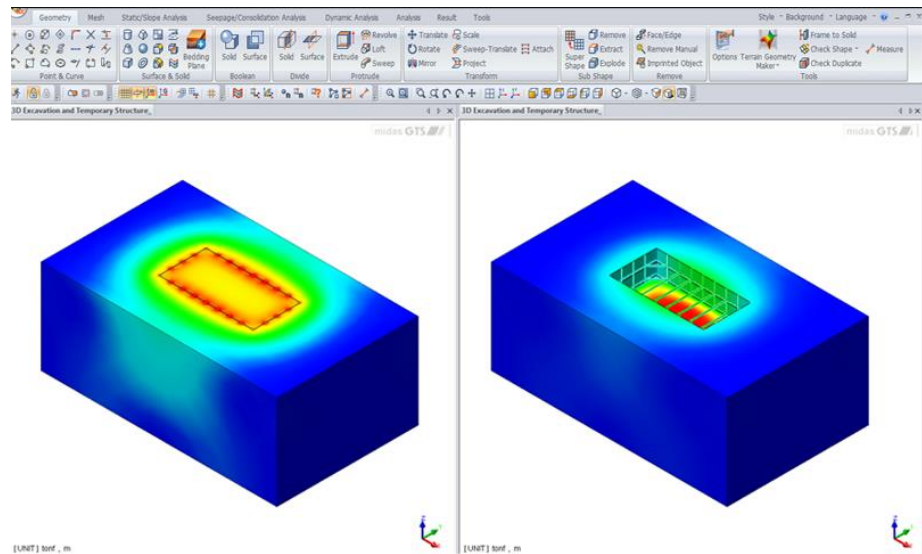 Geometry Mesh Static/Slope Analysis Seepage/Consolidation Analysis Dynamic Analysis Analysis Result Tools Style Background Language
Revolve Translate Scale Remove Face/Edge Frame to Solid
Loft Rotate Sweep-Translate Attach Extract Remove Manual Check Shape Measure
Bedding Plane Solid Surface Solid Surface Extrude Sweep Mirror Project Super Shape Explode Imprinted Object Options Terrain Geometry Maker Check Duplicate
Point & Curve Surface & Solid Boolean Divide Protrude Transform Sub Shape Remove Tools
3D Excavation and Temporary Structure_ 3D Excavation and Temporary Structure_
midas GTS midas GTS
[UNIT] tonf , m [UNIT] tonf , m